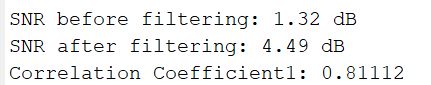 SNR before filtering: 1.32 dB
SNR after filtering: 4.49 dB
Correlation Coefficient1: 0.81112